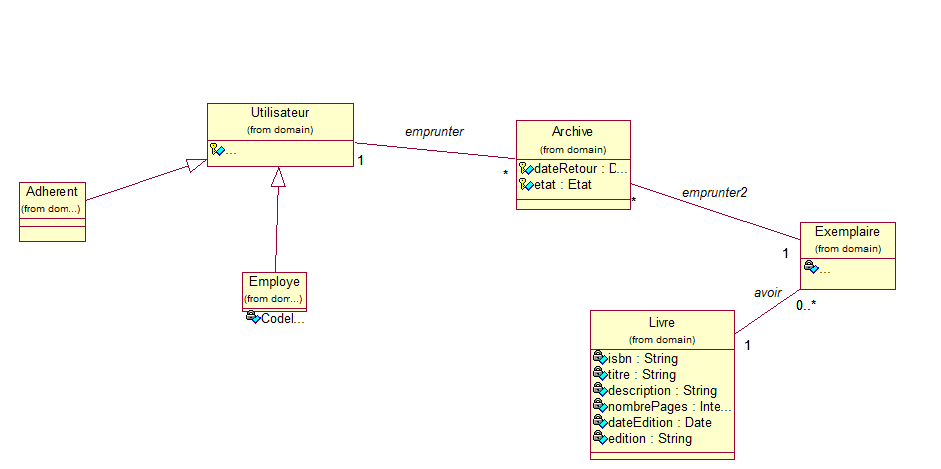 Utilisateur
(from domain)
...
emprunter
1
*
Archive
(from domain)
dateRetour : D...
etat : Etat
*
emprunter2
1
Adherent
(from dom...)
Employe
(from dom...)
Codel...
Exemplaire
(from domain)
...
0..*
avoir
1
Livre
(from domain)
isbn : String
titre : String
description : String
nombrePages : Inte...
dateEdition : Date
edition : String